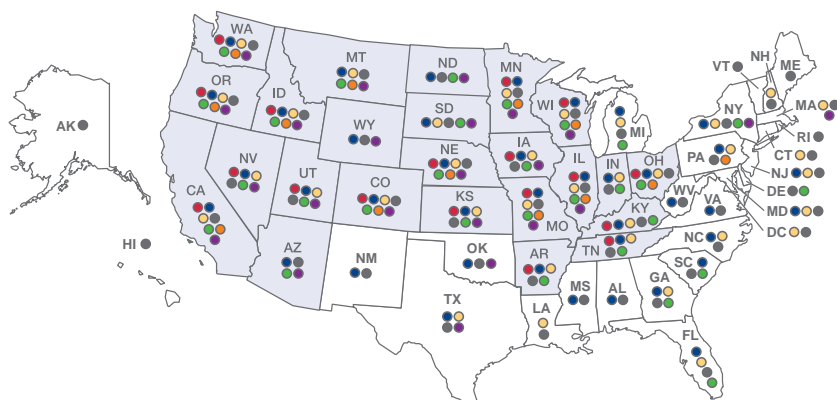 WA
MT
ND
MN
OR
ID
SD
WI
MI
WY
NV
UT
CO
NE
IA
IL
IN
OH
CA
KS
MO
KY
WV
VA
AZ
NM
OK
AR
TN
NC
SC
TX
LA
MS
AL
GA
FL
AK
HI
PA
NY
VT
NH
ME
MA
RI
CT
NJ
DE
MD
DC